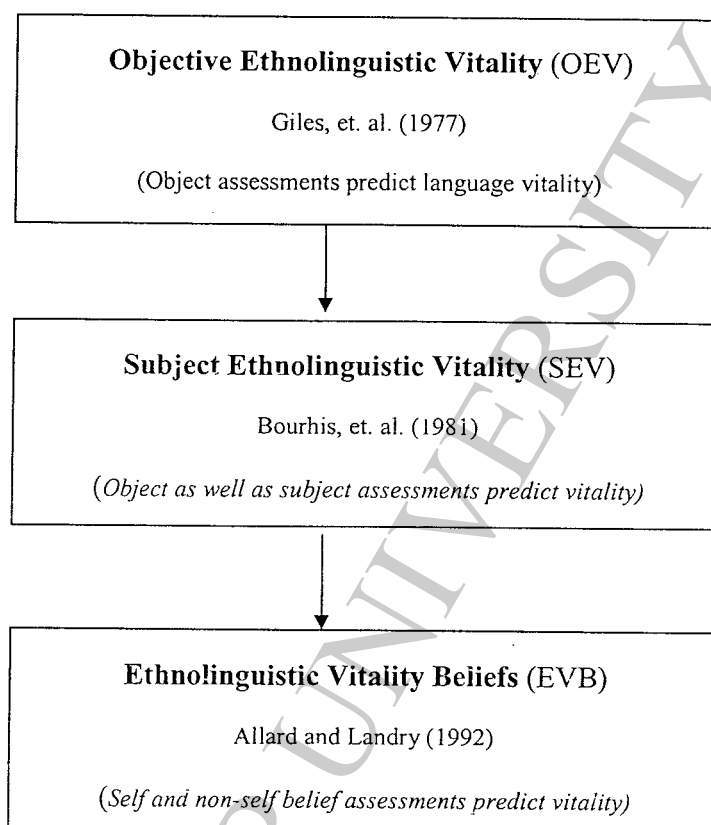 Objective Ethnolinguistic Vitality (OEV)
Giles, et. al. (1977)
(Object assessments predict language vitality)
Subject Ethnolinguistic Vitality (SEV)
Bourhis, et. al. (1981)
(Object as well as subject assessments predict vitality)
Ethnolinguistic Vitality Beliefs (EVB)
Allard and Landry (1992)
(Self and non-self belief assessments predict vitality)
UNIVERSITY